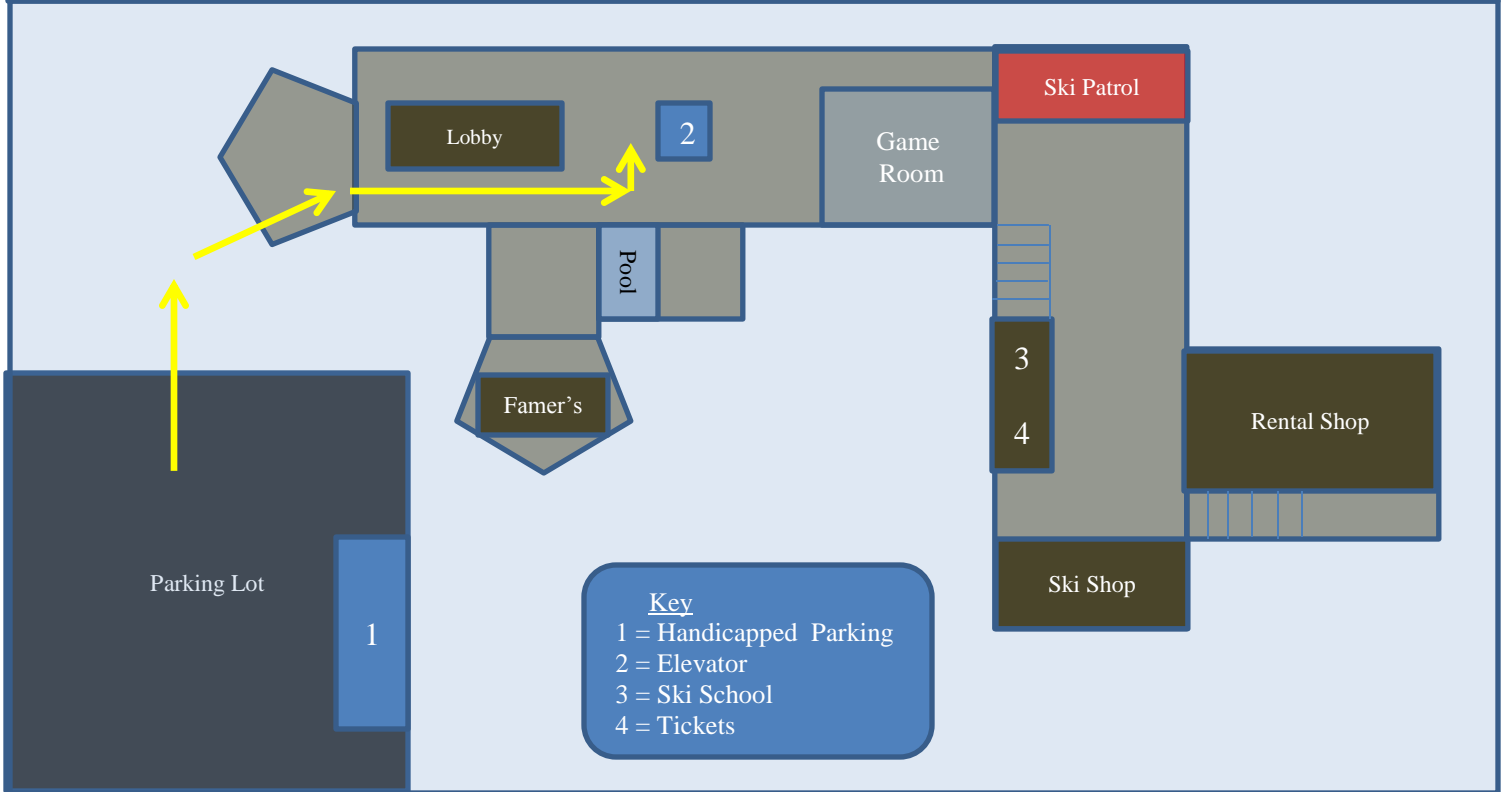 Ski Patrol
Lobby
2
Game
Room
Pool
3
4
Famer's
Rental Shop
Parking Lot
1
Ski Shop
Key
1 = Handicapped Parking
2 = Elevator
3 = Ski School
4 = Tickets